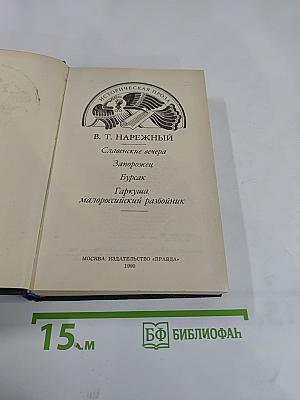 ИСТОРИЧЕСКАЯ ПРОЗА
В. Т. НАРЕЖНЫЙ
Славенские вечера
Запорожец
Бурсак
Гаркуша,
малороссийский разбойник
МОСКВА. ИЗДАТЕЛЬСТВО «ПРАВДА»
1990
15 см
БФ БИБЛИОФАН